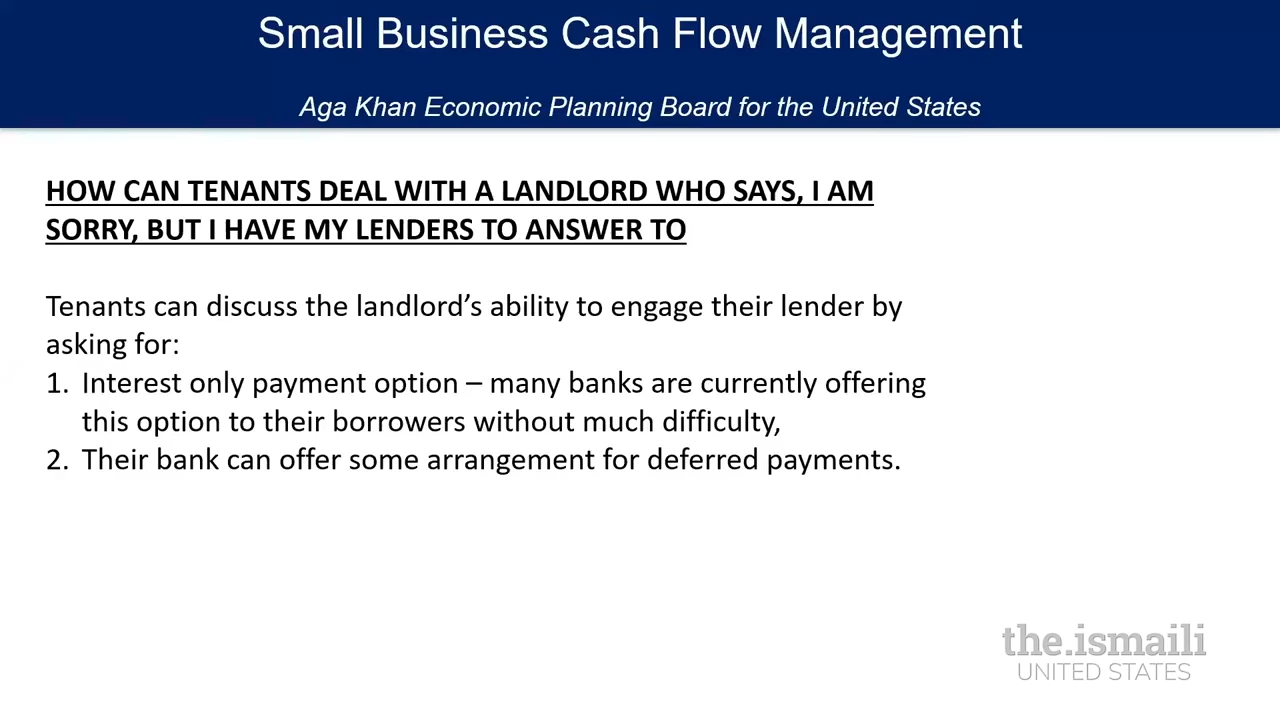 Small Business Cash Flow Management
Aga Khan Economic Planning Board for the United States
HOW CAN TENANTS DEAL WITH A LANDLORD WHO SAYS, I AM
SORRY, BUT I HAVE MY LENDERS TO ANSWER TO
Tenants can discuss the landlord’s ability to engage their lender by
asking for:
1. Interest only payment option – many banks are currently offering
this option to their borrowers without much difficulty,
2. Their bank can offer some arrangement for deferred payments.
the.ismaili
UNITED STATES